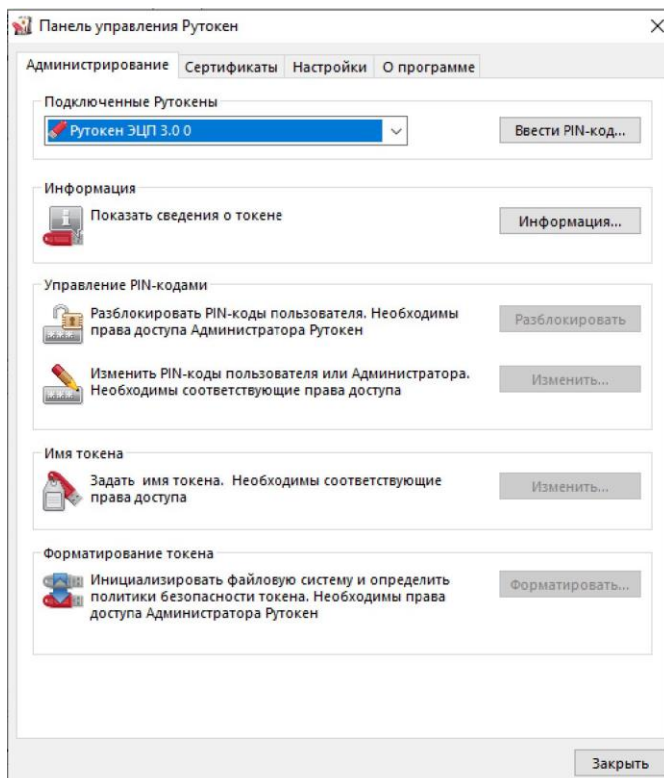 Панель управления Рутокен
Администрирование Сертификаты Настройки О программе
Подключенные Рутокены
Рутокен ЭЦП 3.0 0
Ввести PIN-код...
Информация
Показать сведения о токене
Информация...
Управление PIN-кодами
Разблокировать PIN-коды пользователя. Необходимы
права доступа Администратора Рутокен
Разблокировать
Изменить PIN-коды пользователя или Администратора.
Необходимы соответствующие права доступа
Изменить...
Имя токена
Задать имя токена. Необходимы соответствующие
права доступа
Изменить...
Форматирование токена
Инициализировать файловую систему и определить
политики безопасности токена. Необходимы права
доступа Администратора Рутокен
Форматировать...
Закрыть